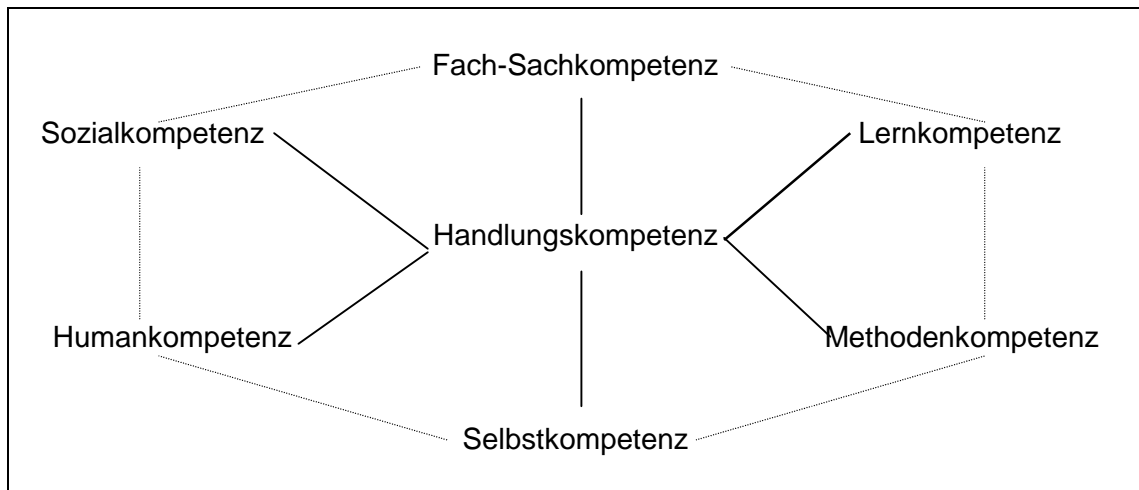 Fach-Sachkompetenz
Sozialkompetenz
Lernkompetenz
Handlungskompetenz
Humankompetenz
Methodenkompetenz
Selbstkompetenz